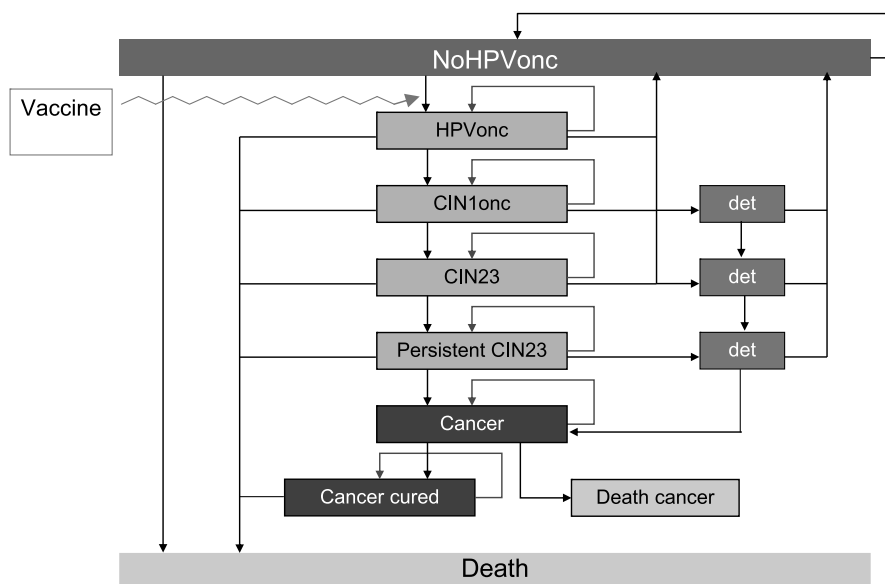 NoHPVonc
Vaccine
HPVonc
CIN1onc
det
CIN23
det
Persistent CIN23
det
Cancer
Cancer cured
Death cancer
Death